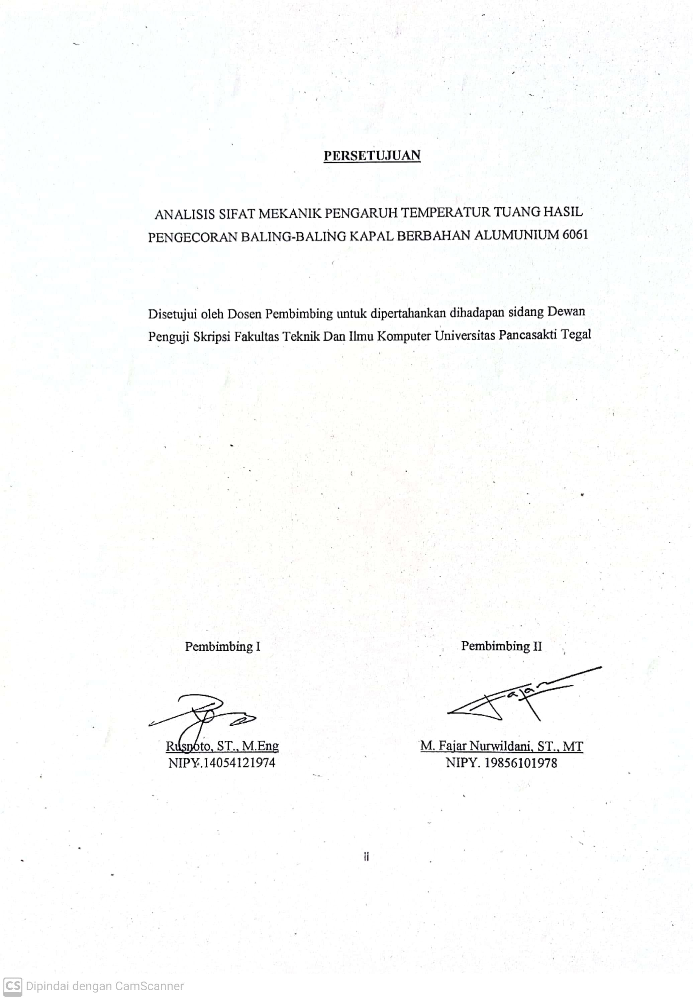 PERSETUJUAN
ANALISIS SIFAT MEKANIK PENGARUH TEMPERATUR TUANG HASIL
PENGECORAN BALING-BALING KAPAL BERBAHAN ALUMUNIUM 6061
Disetujui oleh Dosen Pembimbing untuk dipertahankan dihadapan sidang Dewan
Penguji Skripsi Fakultas Teknik Dan Ilmu Komputer Universitas Pancasakti Tegal
Pembimbing I
Pembimbing II
Fajar
Rusnoto, ST., M.Eng
M. Fajar Nurwildani, ST., MT
NIPY.14054121974
NIPY. 19856101978
ii
CS Dipindai dengan CamScanner